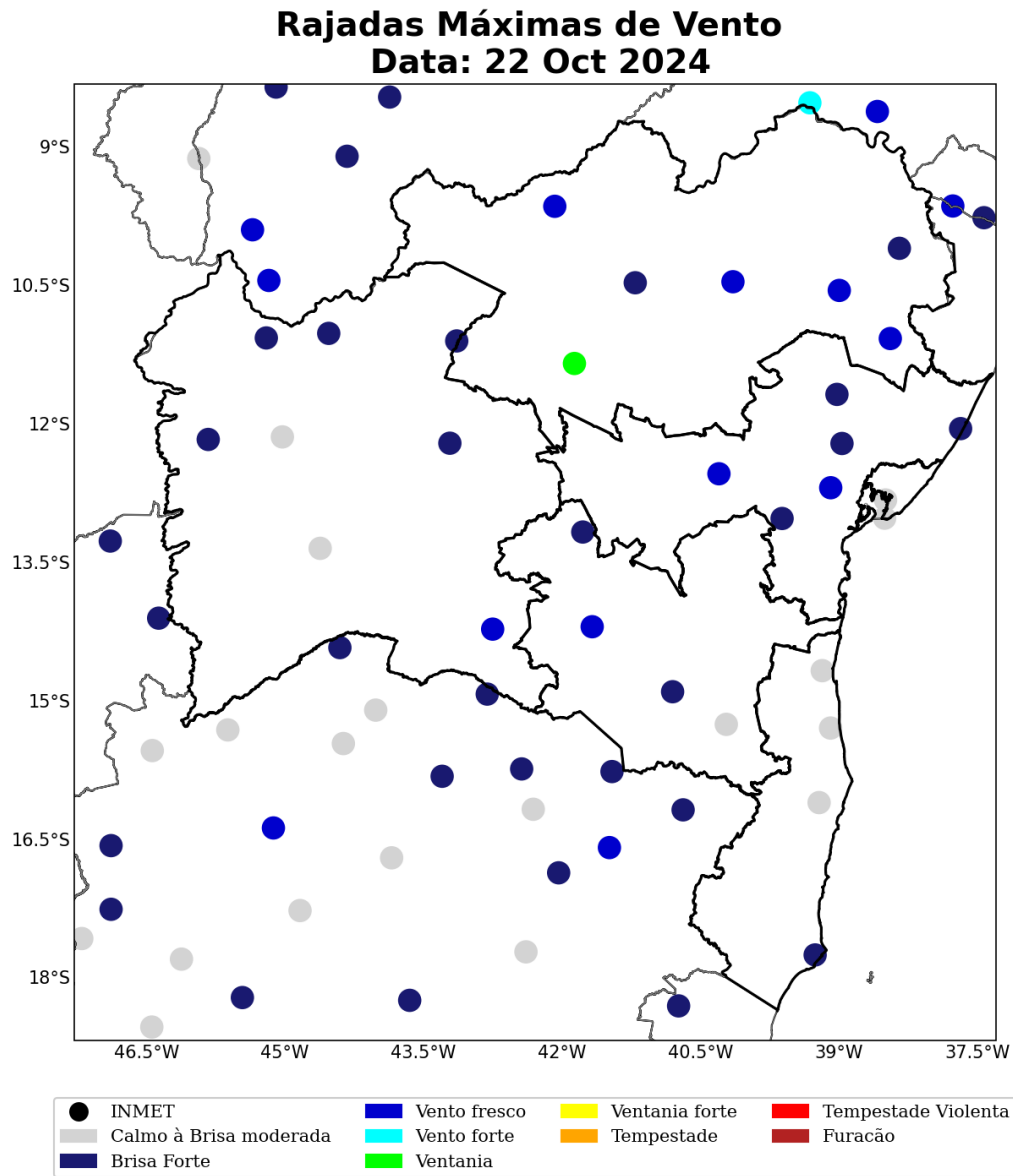 Rajadas Máximas de Vento
Data: 22 Oct 2024
9°S
10.5°S
12°S
13.5°S
15°S
16.5°S
18°S
46.5°W 45°W 43.5°W 42°W 40.5°W 39°W 37.5°W
INMET Vento fresco Ventania forte Tempestade Violenta
Calmo à Brisa moderada Vento forte Tempestade Furacão
Brisa Forte Ventania